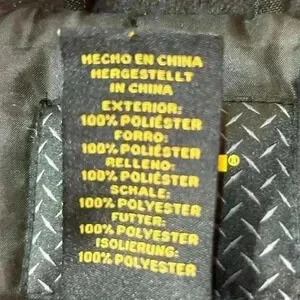 HECHO EN CHINA
HERGESTELLT
IN CHINA
EXTERIOR:
100% POLIÉSTER
FORRO:
100% POLIÉSTER
RELLENO:
100% POLIÉSTER
SCHALE:
100% POLYESTER
FUTTER:
100% POLYESTER
ISOLIERUNG:
100% POLYESTER
®